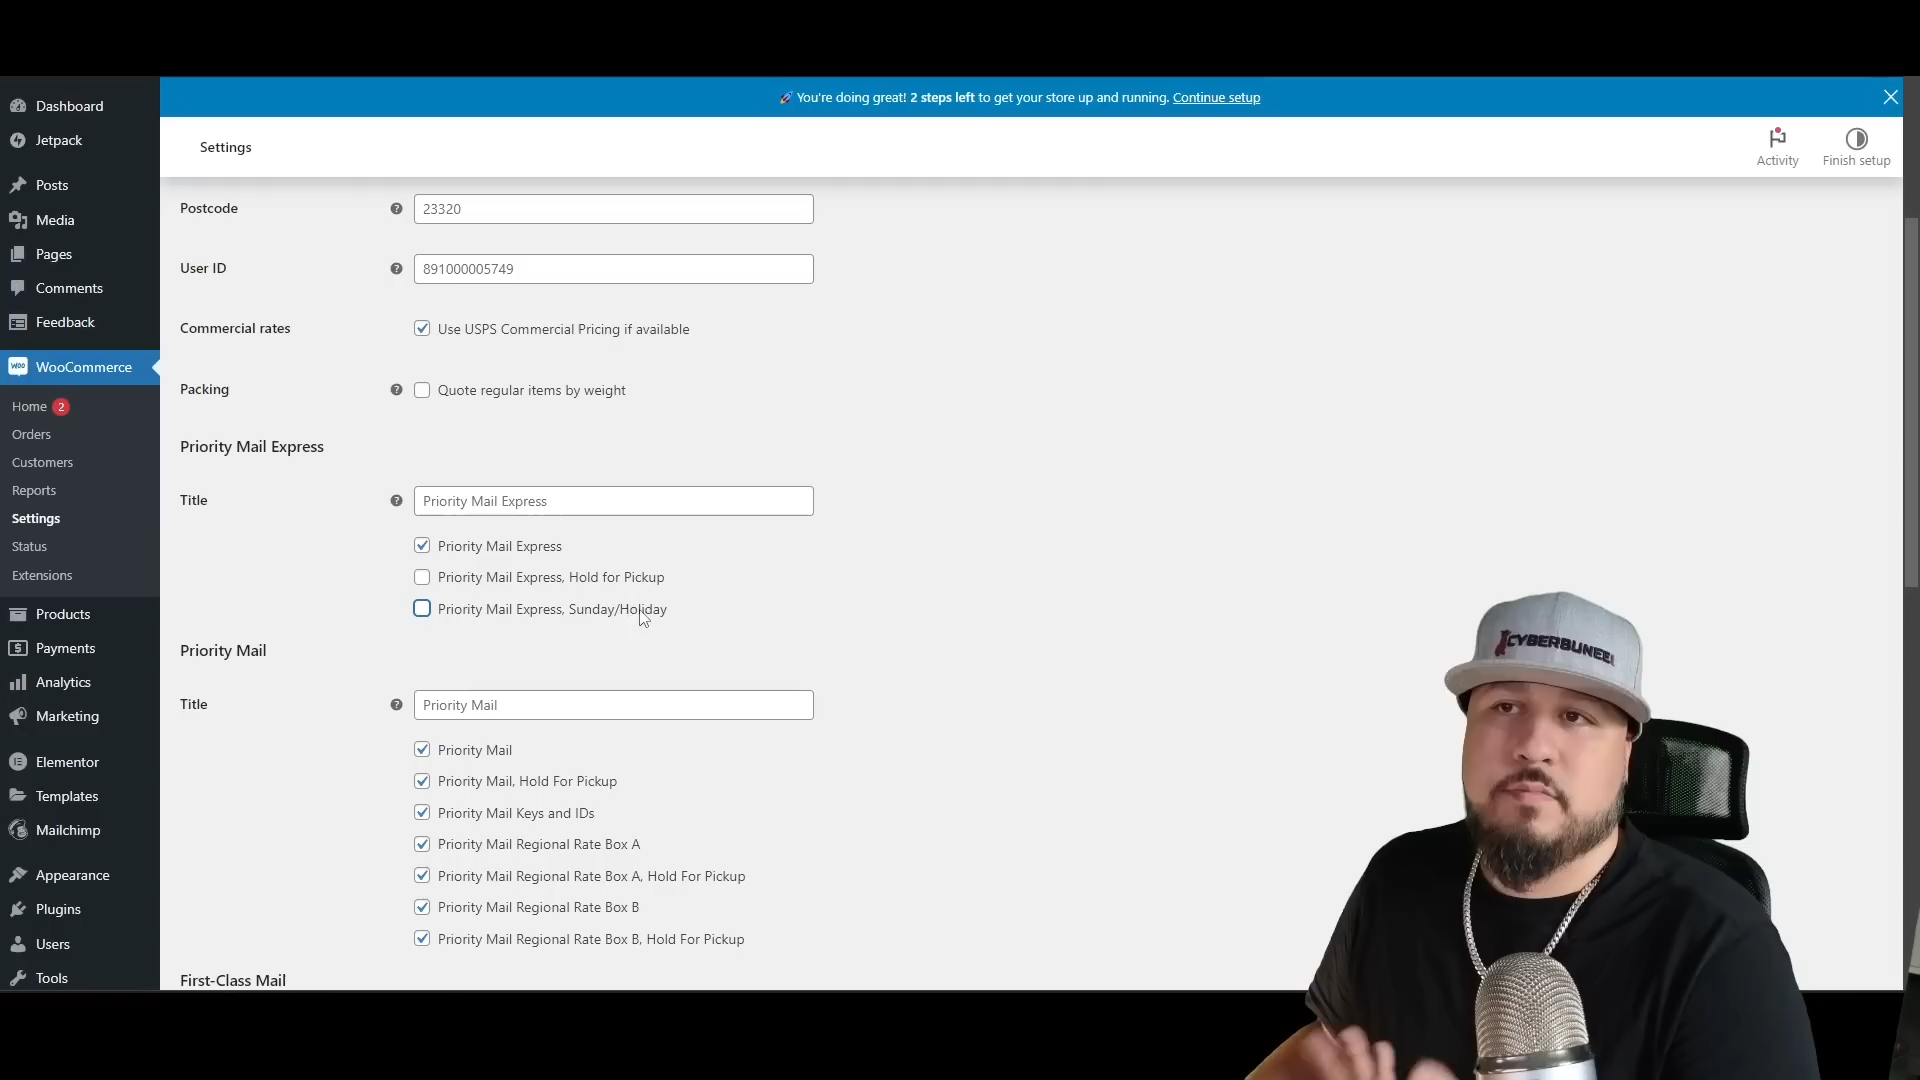 🚀 You're doing great! 2 steps left to get your store up and running. Continue setup
Settings
Activity
Finish setup
Dashboard
Jetpack
Posts
Media
Pages
Comments
Feedback
WooCommerce
Home 2
Orders
Customers
Reports
Settings
Status
Extensions
Products
Payments
Analytics
Marketing
Elementor
Templates
Mailchimp
Appearance
Plugins
Users
Tools
Postcode
23320
User ID
891000005749
Commercial rates
Use USPS Commercial Pricing if available
Packing
Quote regular items by weight
Priority Mail Express
Title
Priority Mail Express
Priority Mail Express
Priority Mail Express, Hold for Pickup
Priority Mail Express, Sunday/Holiday
Priority Mail
Title
Priority Mail
Priority Mail
Priority Mail, Hold For Pickup
Priority Mail Keys and IDs
Priority Mail Regional Rate Box A
Priority Mail Regional Rate Box A, Hold For Pickup
Priority Mail Regional Rate Box B
Priority Mail Regional Rate Box B, Hold For Pickup
First-Class Mail